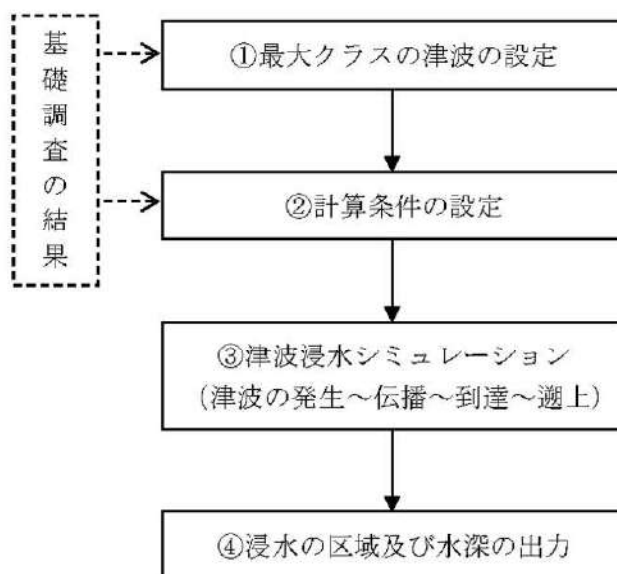 基礎調査の結果
①最大クラスの津波の設定
②計算条件の設定
③津波浸水シミュレーション
(津波の発生～伝播～到達～遡上)
④浸水の区域及び水深の出力